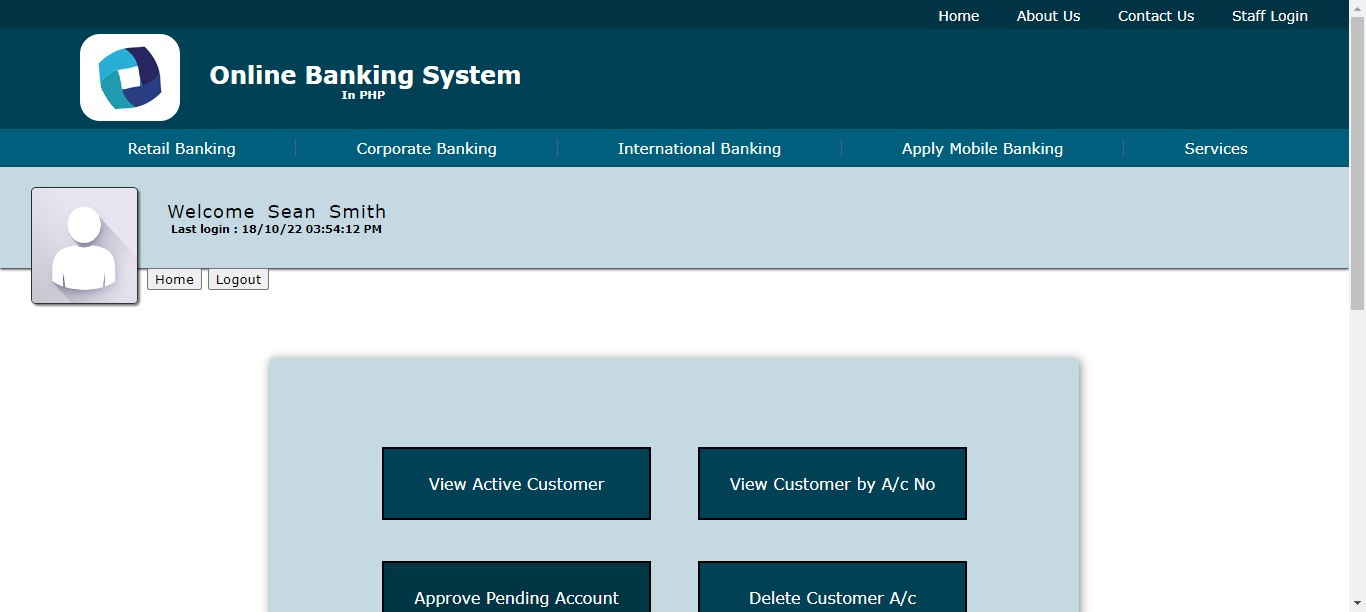 Home About Us Contact Us Staff Login
Online Banking System
In PHP
Retail Banking Corporate Banking International Banking Apply Mobile Banking Services
Welcome Sean Smith
Last login : 18/10/22 03:54:12 PM
Home Logout
View Active Customer View Customer by A/c No
Approve Pending Account Delete Customer A/c